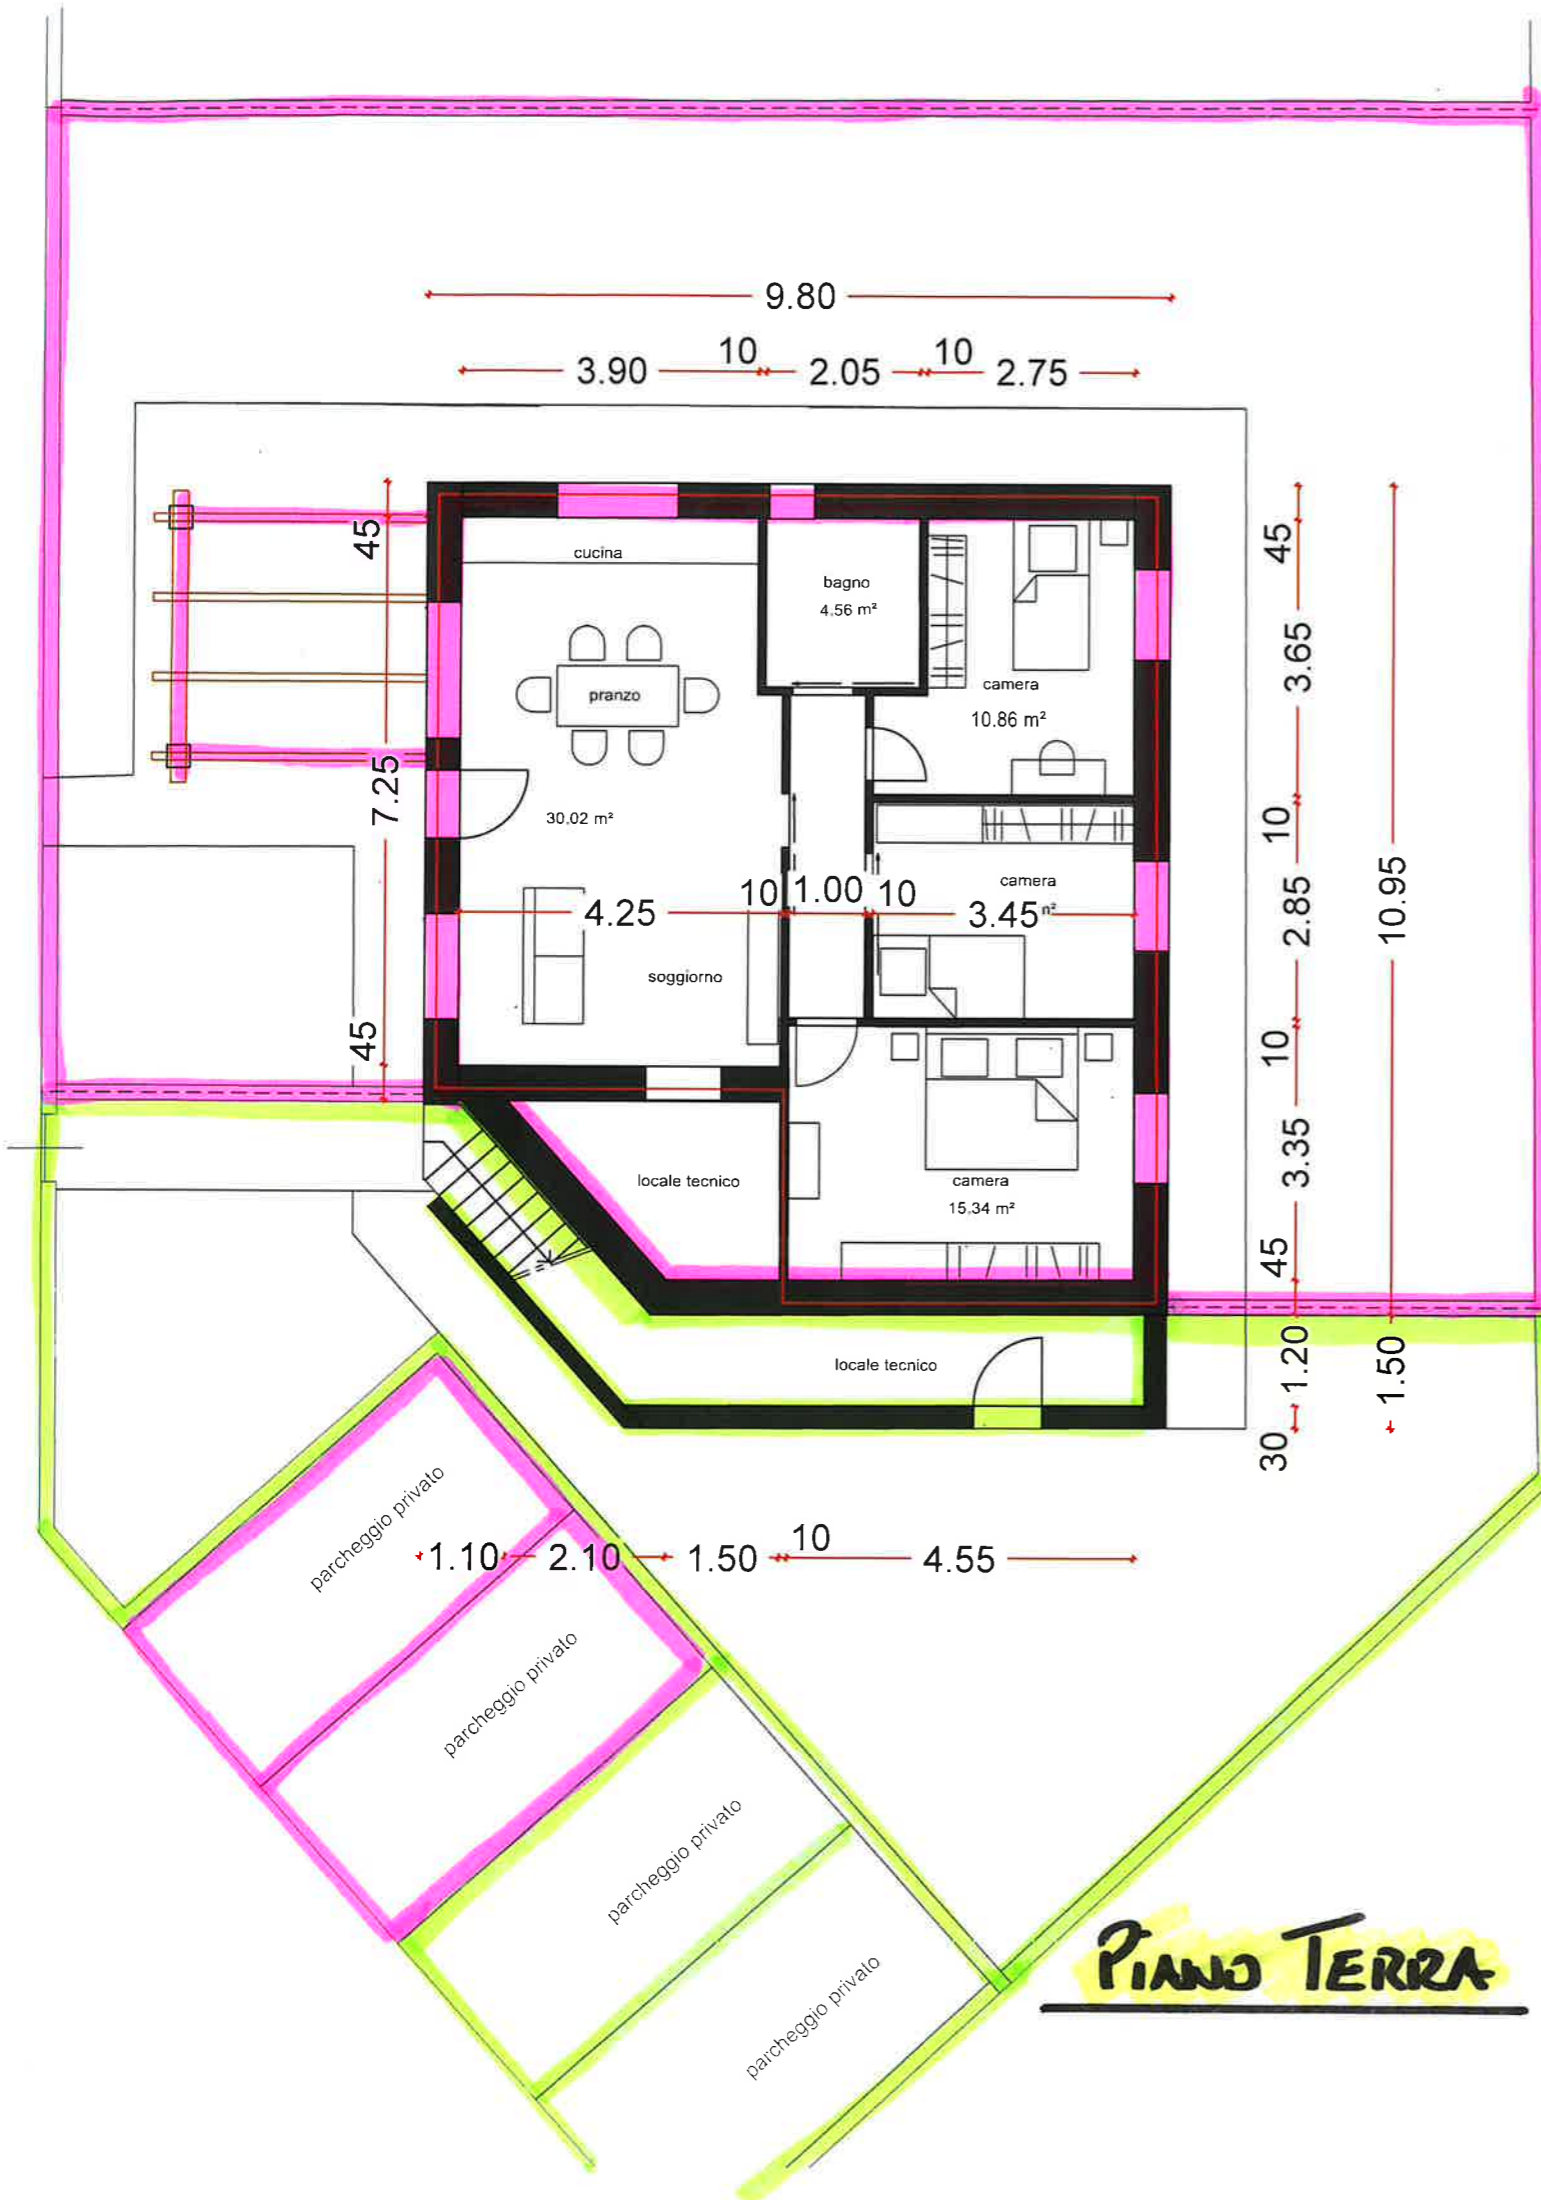 9.80
10
10
3.90
2.05
2.75
45
45
cucina
bagno
4.56 m²
3.65
camera
pranzo
10.86 m²
7.25
30.02 m²
10
camera
10
1.00
10
2.85
10.95
4.25
3.45
soggiorno
45
10
3.35
locale tecnico
camera
15.34 m²
45
1.20
1.50
locale tecnico
30
parcheggio privato
10
1.10
2.10
1.50
4.55
parcheggio privato
parcheggio privato
PIANO TERRA
parcheggio privato